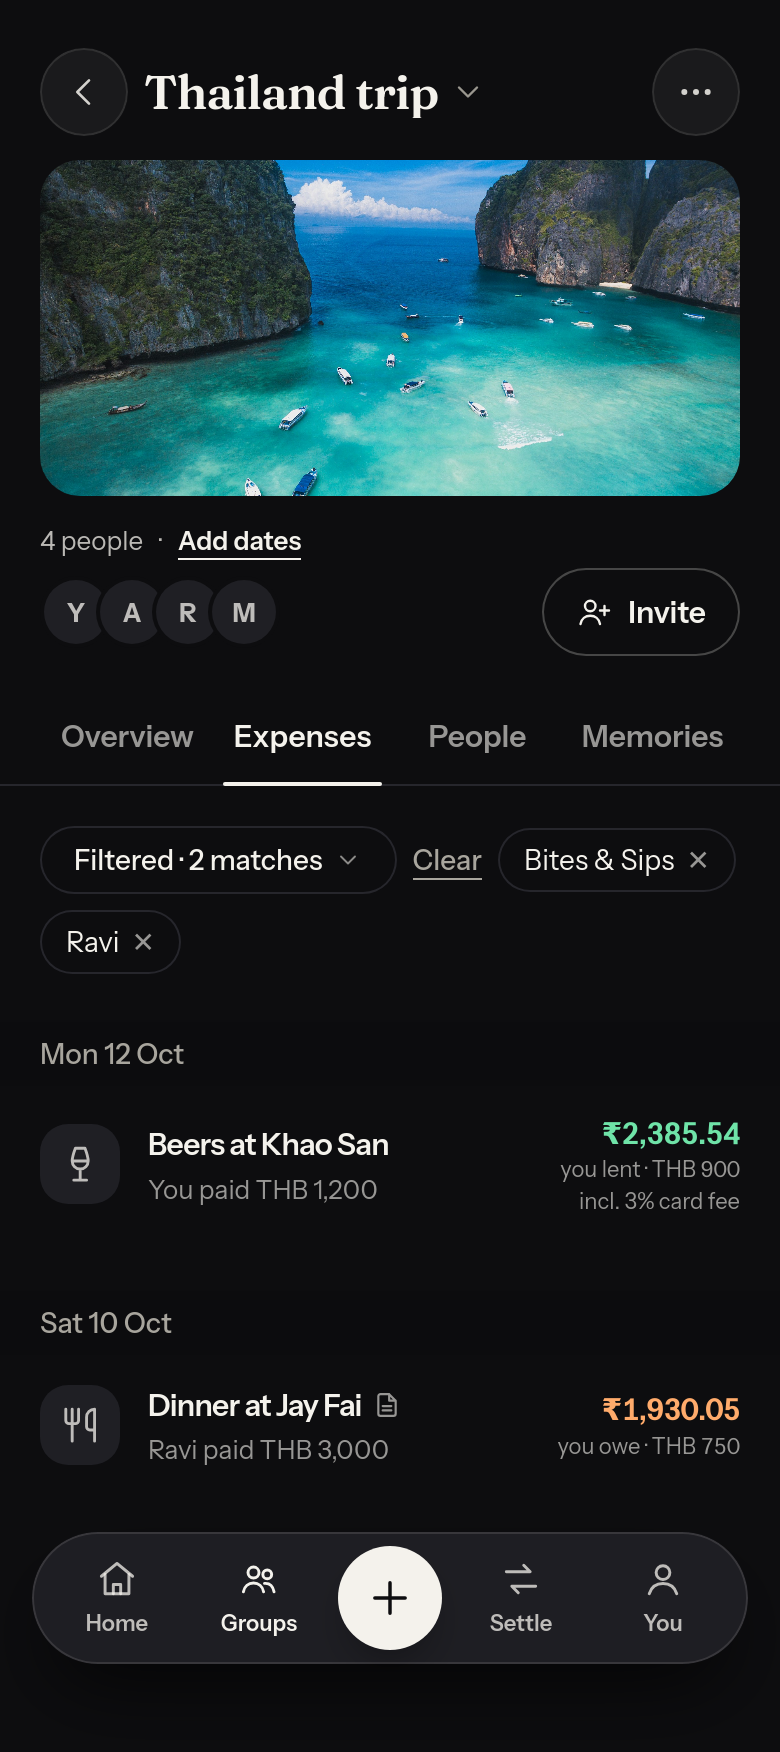 Thailand trip
4 people · Add dates
Y A R M
Invite
Overview Expenses People Memories
Filtered · 2 matches Clear Bites & Sips ×
Ravi ×
Mon 12 Oct
Beers at Khao San ₹2,385.54
You paid THB 1,200 you lent · THB 900
incl. 3% card fee
Sat 10 Oct
Dinner at Jay Fai ₹1,930.05
Ravi paid THB 3,000 you owe · THB 750
Home Groups Settle You